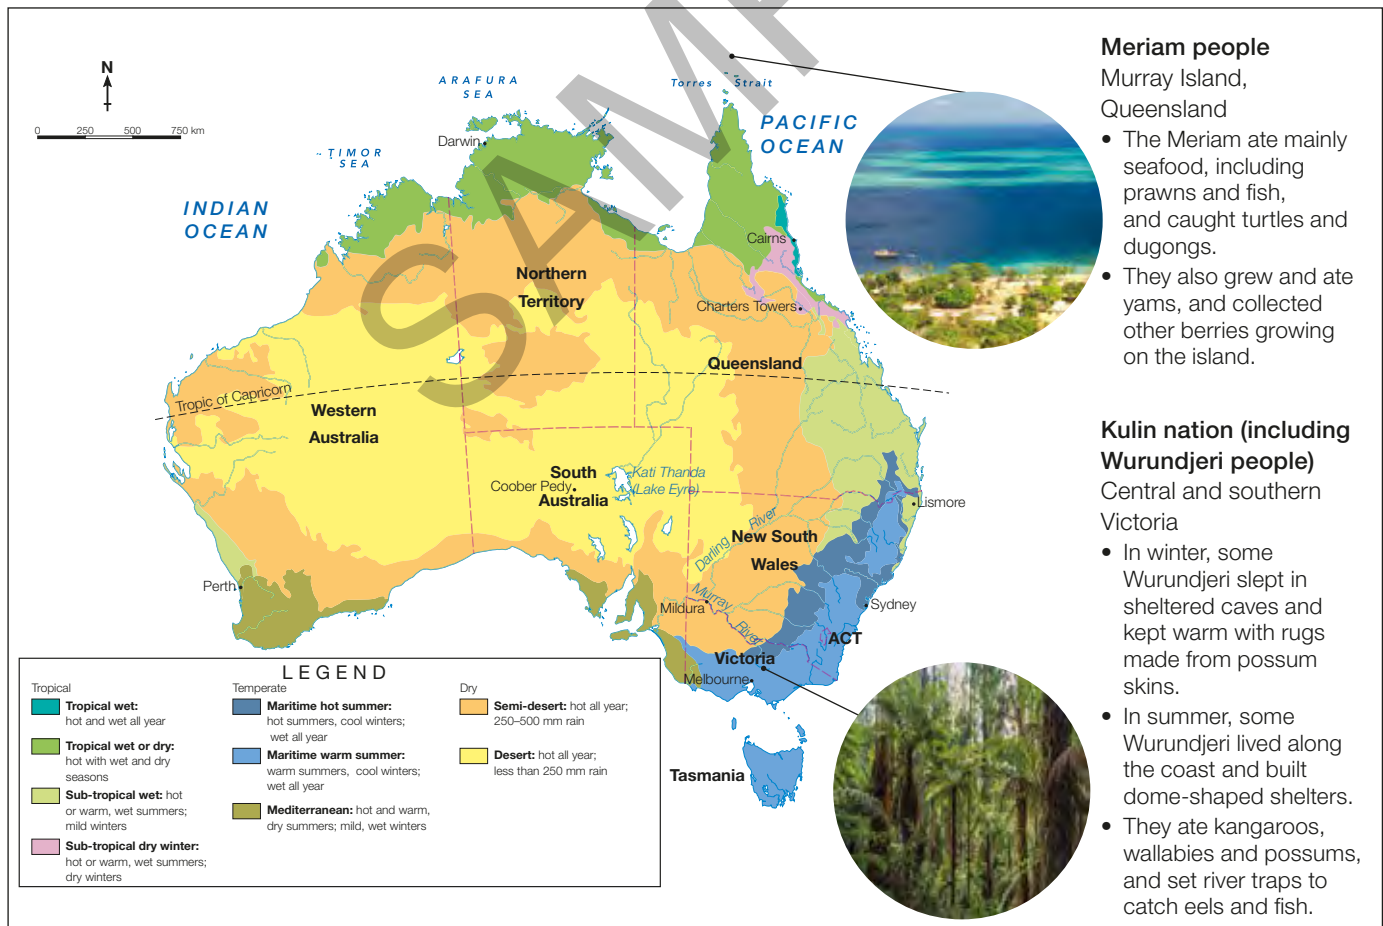 SAMP
N
0 250 500 750 km
ARAFURA
SEA
Torres Strait
TIMOR
SEA
PACIFIC
OCEAN
INDIAN
OCEAN
Darwin
Cairns
Northern
Territory
Charters Towers
Queensland
Tropic of Capricorn
Western
Australia
South
Australia
Coober Pedy
Kati Thanda
(Lake Eyre)
Lismore
Darling River
New South
Wales
Perth
Murray River
Mildura
Sydney
ACT
Victoria
Melbourne
Tasmania
LEGEND
Tropical
Tropical wet:
hot and wet all year
Tropical wet or dry:
hot with wet and dry
seasons
Sub-tropical wet: hot
or warm, wet summers;
mild winters
Sub-tropical dry winter:
hot or warm, wet summers;
dry winters
Temperate
Maritime hot summer:
hot summers, cool winters;
wet all year
Maritime warm summer:
warm summers, cool winters;
wet all year
Mediterranean: hot and warm,
dry summers; mild, wet winters
Dry
Semi-desert: hot all year;
250–500 mm rain
Desert: hot all year;
less than 250 mm rain
Meriam people
Murray Island,
Queensland
• The Meriam ate mainly
seafood, including
prawns and fish,
and caught turtles and
dugongs.
• They also grew and ate
yams, and collected
other berries growing
on the island.
Kulin nation (including
Wurundjeri people)
Central and southern
Victoria
• In winter, some
Wurundjeri slept in
sheltered caves and
kept warm with rugs
made from possum
skins.
• In summer, some
Wurundjeri lived along
the coast and built
dome-shaped shelters.
• They ate kangaroos,
wallabies and possums,
and set river traps to
catch eels and fish.